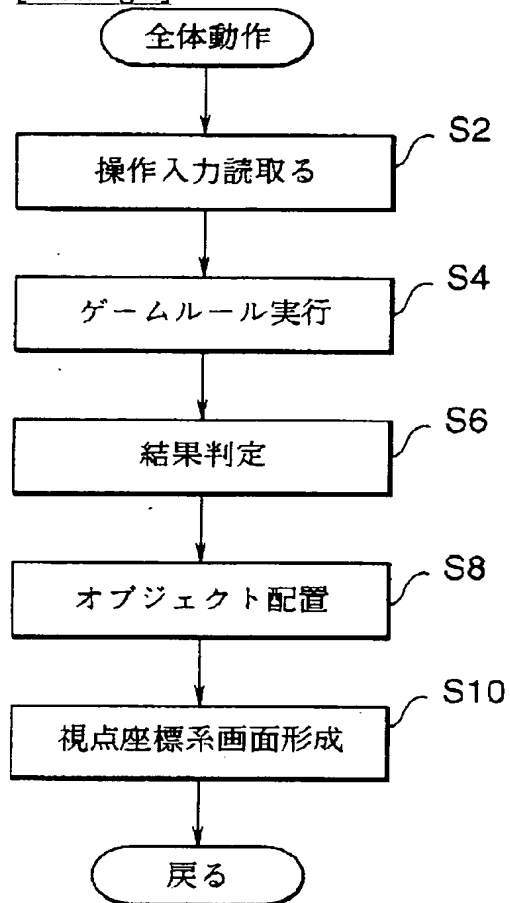 全体動作
S2
操作入力読取る
S4
ゲームルール実行
S6
結果判定
S8
オブジェクト配置
S10
視点座標系画面形成
戻る